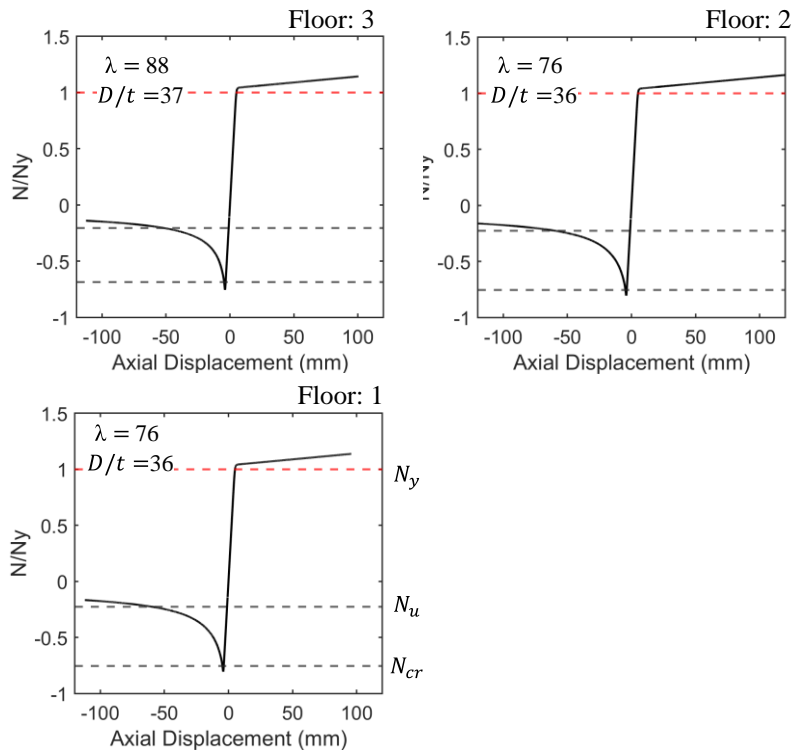 Floor: 3
1.5
λ = 88
1
D/t =37
0.5
N/Ny
0
-0.5
-1
-100 -50 0 50 100
Axial Displacement (mm)
Floor: 2
1.5
λ = 76
1
D/t =36
0.5
N/Ny
0
-0.5
-1
-100 -50 0 50 100
Axial Displacement (mm)
Floor: 1
1.5
λ = 76
1
D/t =36
N_y
0.5
N/Ny
0
N_u
-0.5
N_cr
-1
-100 -50 0 50 100
Axial Displacement (mm)